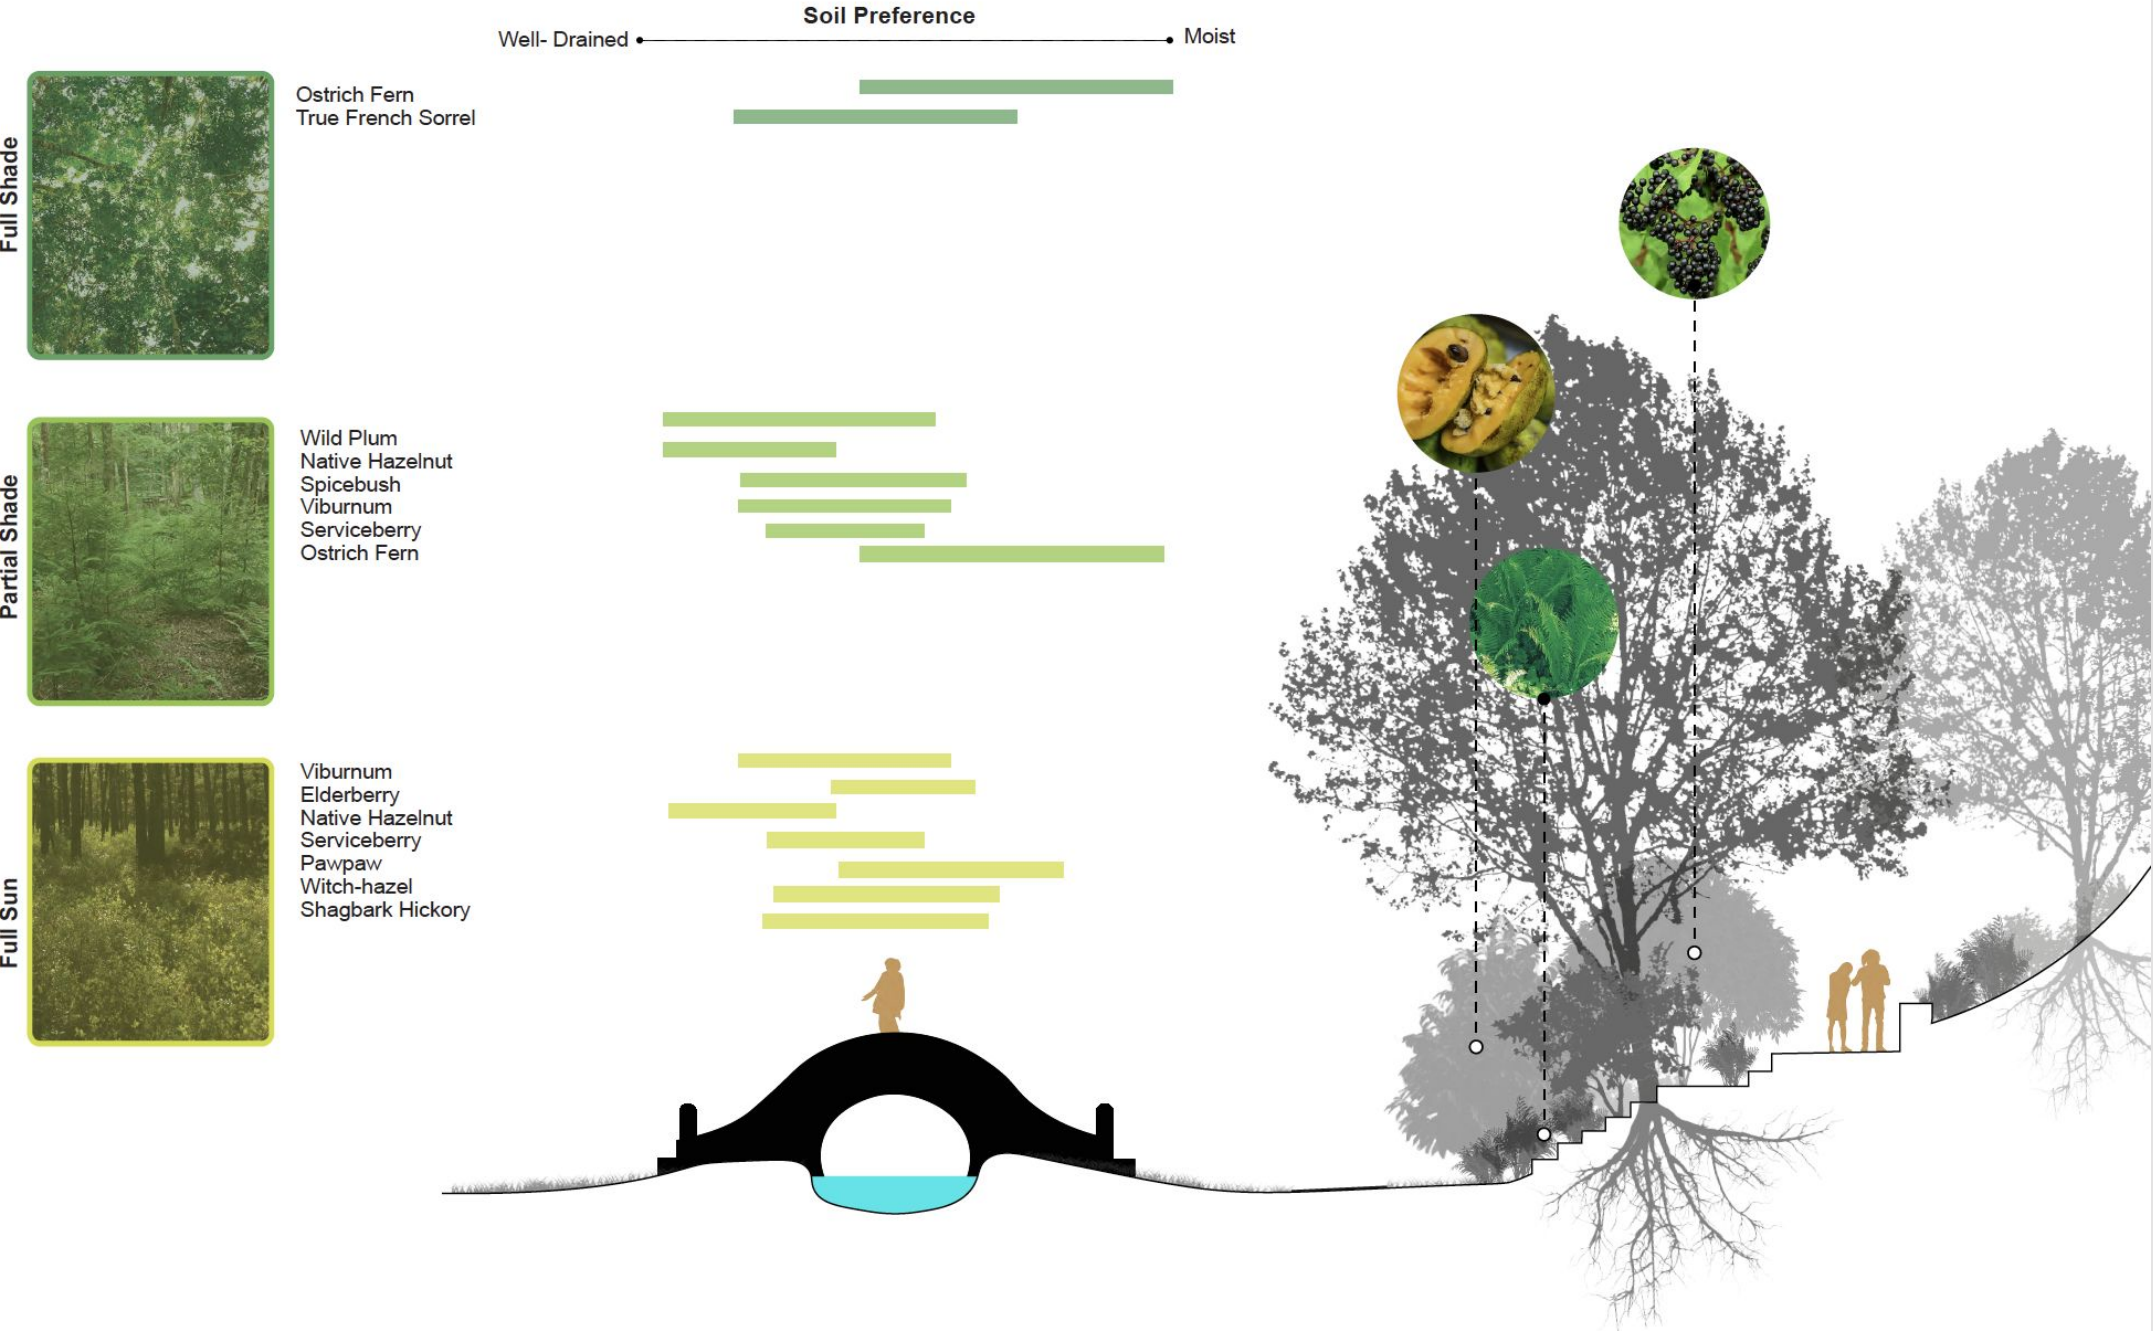 Soil Preference
Well- Drained
Moist
Full Shade
Ostrich Fern
True French Sorrel
Partial Shade
Wild Plum
Native Hazelnut
Spicebush
Viburnum
Serviceberry
Ostrich Fern
Full Sun
Viburnum
Elderberry
Native Hazelnut
Serviceberry
Pawpaw
Witch-hazel
Shagbark Hickory